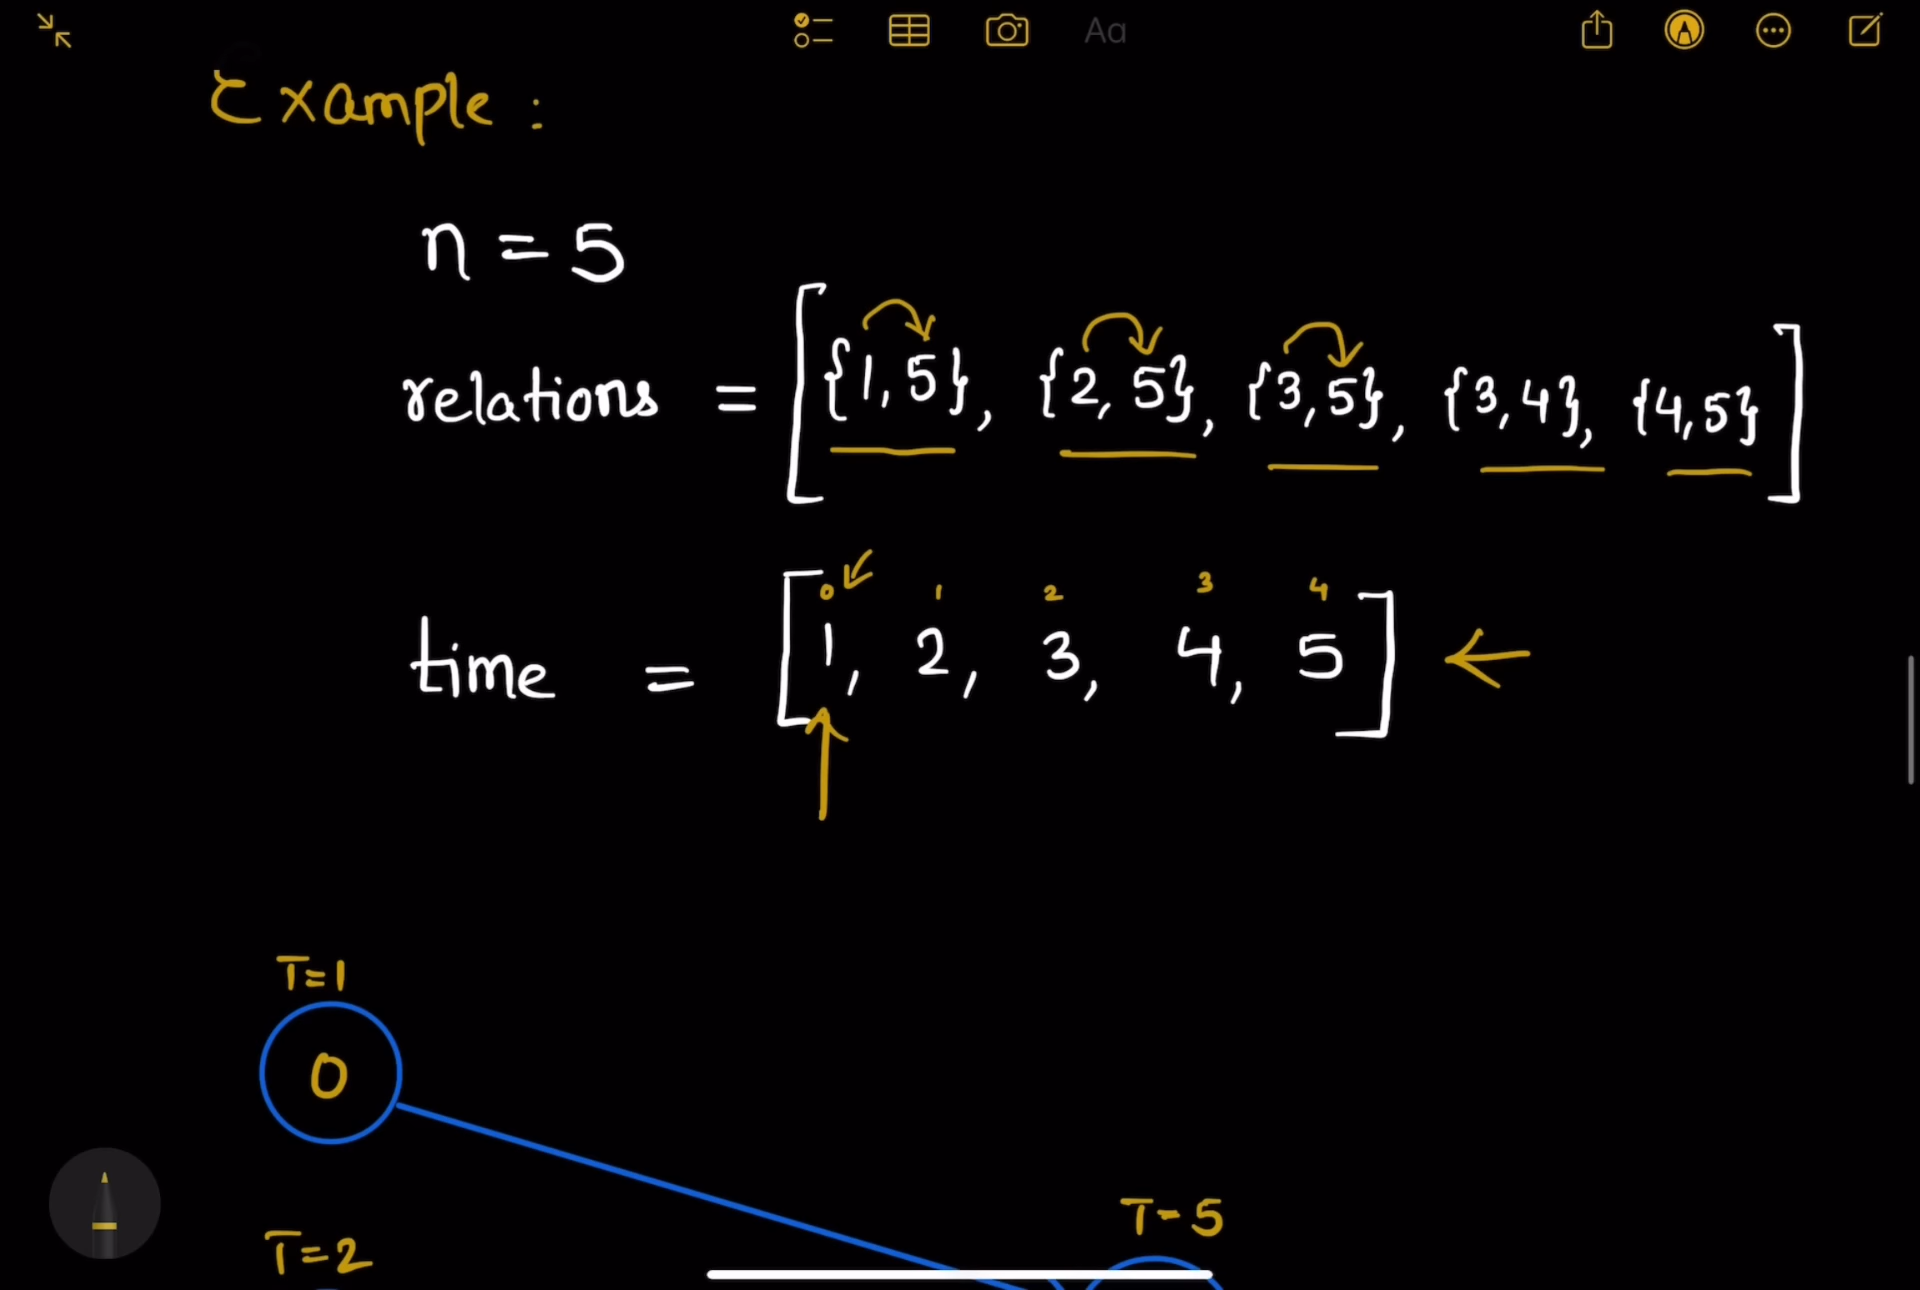 Aa
Example :
n = 5
relations = [{1,5}, {2,5}, {3,5}, {3,4}, {4,5}]
0 1 2 3 4
time = [1, 2, 3, 4, 5]
T=1
0
T-5
T=2